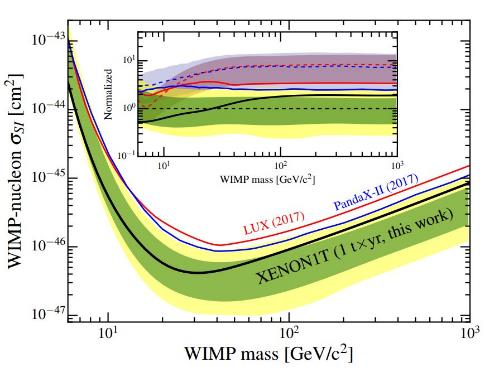 10−43
10−44
10−45
10−46
10−47
WIMP-nucleon σSI [cm2]
101
100
10−1
Normalized
101
102
103
WIMP mass [GeV/c2]
LUX (2017)
PandaX-II (2017)
XENON1T (1 t×yr, this work)
101
102
103
WIMP mass [GeV/c2]